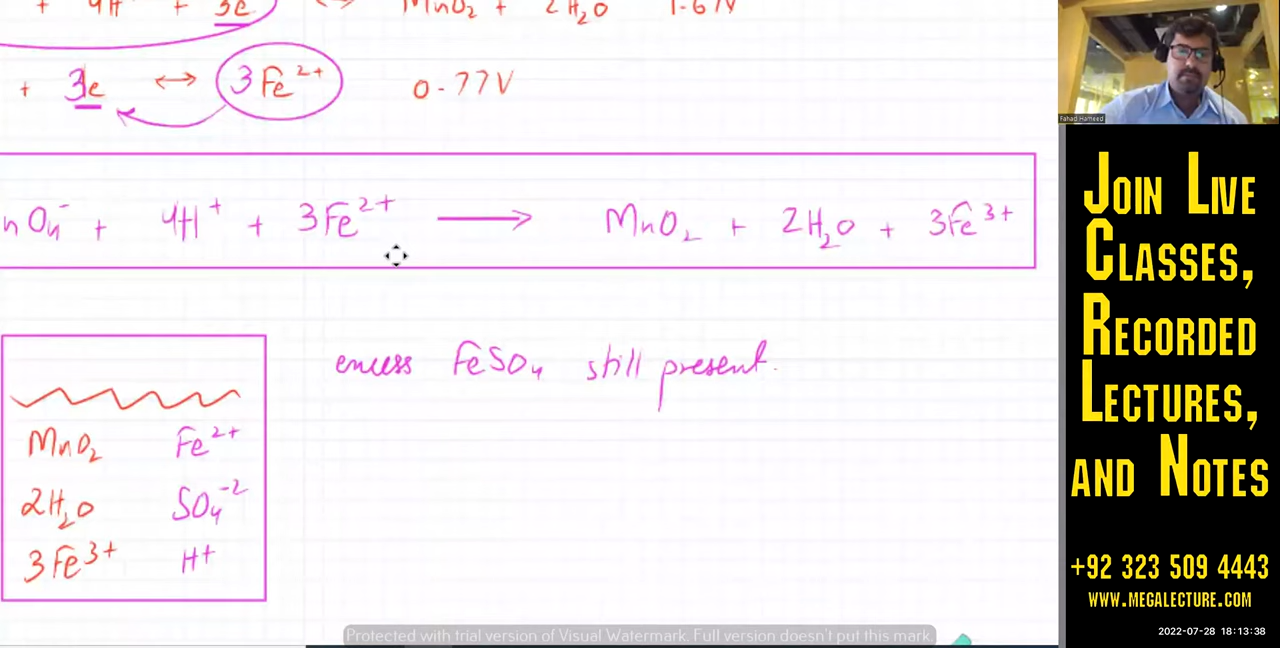 + 4H⁺ + 3e ↔ MnO₂ + 2H₂O 1.67V
+ 3e ↔ 3Fe²⁺ 0.77V
nO₄⁻ + 4H⁺ + 3Fe²⁺ → MnO₂ + 2H₂O + 3Fe³⁺
excess FeSO₄ still present.
MnO₂ Fe²⁺
2H₂O SO₄⁻²
3Fe³⁺ H⁺
Fahad Hameed
JOIN LIVE
CLASSES,
RECORDED
LECTURES,
AND NOTES
+92 323 509 4443
WWW.MEGALECTURE.COM
2022-07-28 18:13:38
Protected with trial version of Visual Watermark. Full version doesn't put this mark.